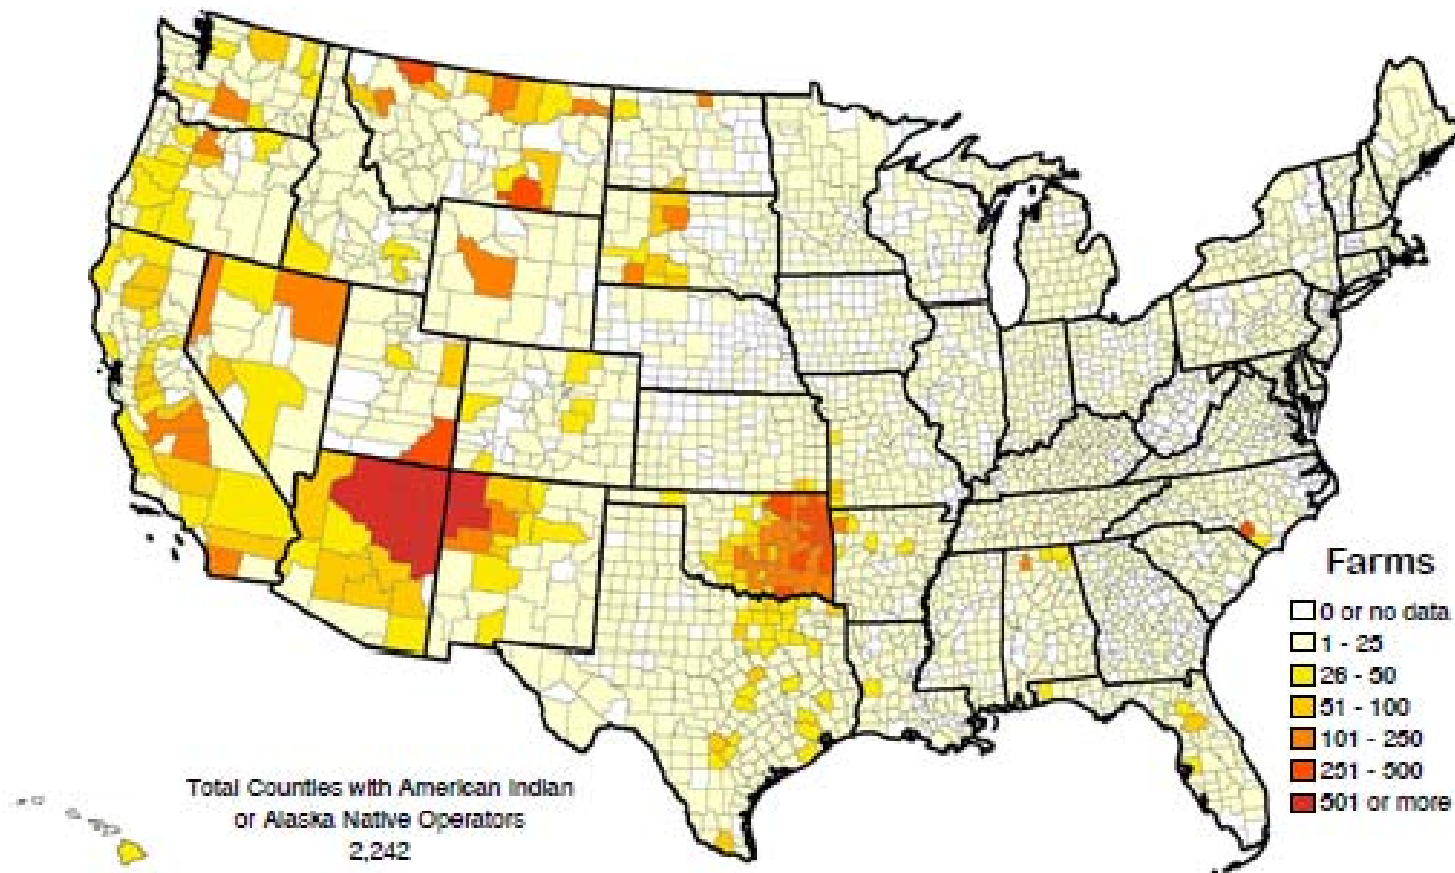 Farms
0 or no data
1 - 25
26 - 50
51 - 100
101 - 250
251 - 500
501 or more
Total Counties with American Indian
or Alaska Native Operators
2,242